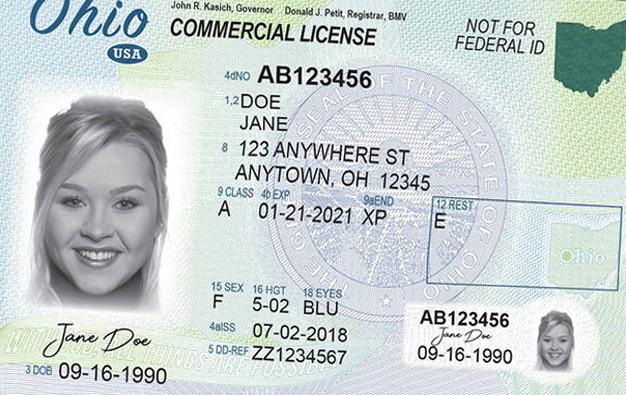 Ohio
USA
John R. Kasich, Governor Donald J. Petit, Registrar, BMV
COMMERCIAL LICENSE
NOT FOR
FEDERAL ID
4dNO AB123456
1,2 DOE
JANE
8 123 ANYWHERE ST
ANYTOWN, OH 12345
9 CLASS 4b EXP 9aEND 12 REST
A 01-21-2021 XP E
Ohio
15 SEX 16 HGT 18 EYES
F 5-02 BLU
4aISS 07-02-2018
5 DD-REF ZZ1234567
Jane Doe
3 DOB 09-16-1990
AB123456
Jane Doe
09-16-1990
THE GREAT SEAL OF THE STATE OF OHIO
WITH GOD, ALL THINGS ARE POSSIBLE